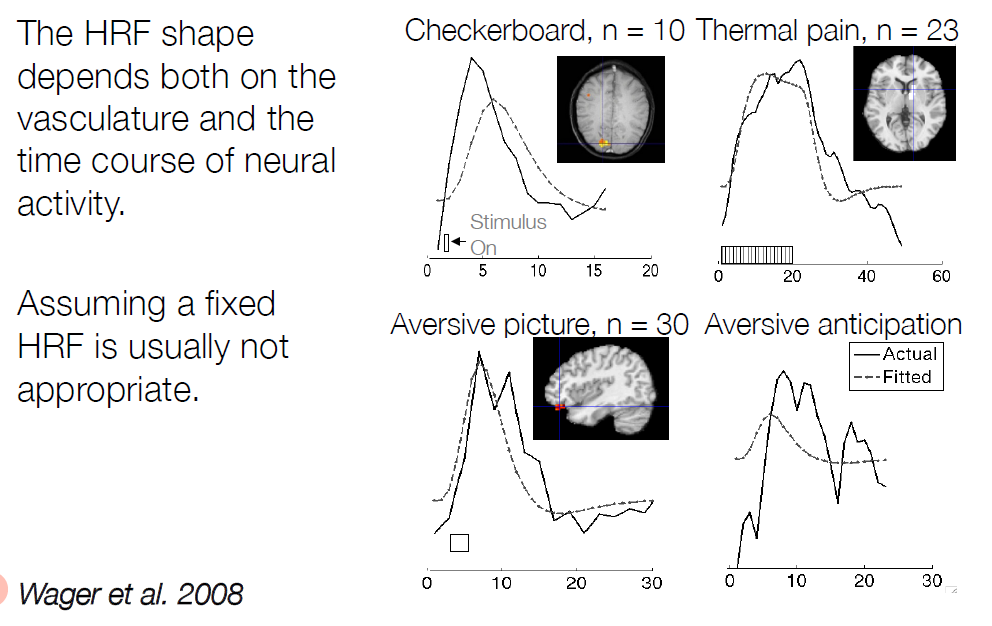 The HRF shape
depends both on the
vasculature and the
time course of neural
activity.
Assuming a fixed
HRF is usually not
appropriate.
Wager et al. 2008
Checkerboard, n = 10
Stimulus
On
0 5 10 15 20
Thermal pain, n = 23
0 20 40 60
Aversive picture, n = 30
0 10 20 30
Aversive anticipation
Actual
Fitted
0 10 20 30